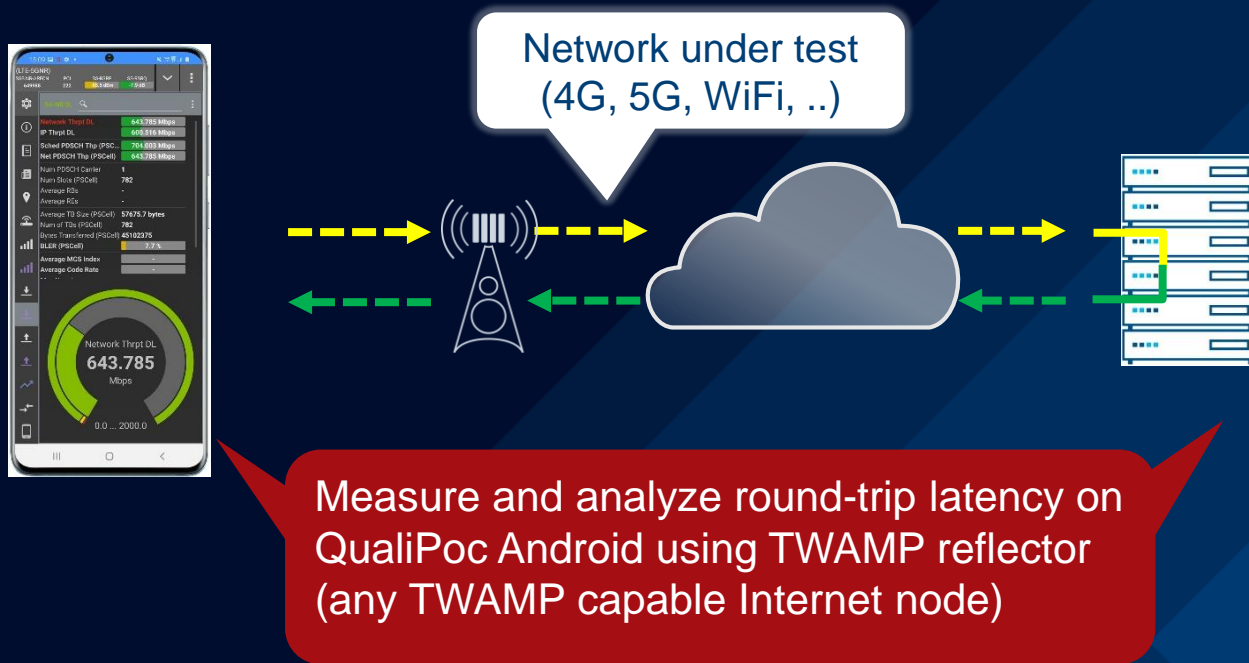 Network under test
(4G, 5G, WiFi, ..)
(LTE-5GNR)
Network Thrpt DL 643.785 Mbps
IP Thrpt DL 600.516 Mbps
Sched PDSCH Thp (PSC... 704.003 Mbps
Net PDSCH Thp (PSCell) 643.785 Mbps
Num PDSCH Carrier 1
Num Slots (PSCell) 782
Average RBs -
Average REs -
Average TB Size (PSCell) 57675.7 bytes
Num of TBs (PSCell) 782
Bytes Transferred (PSCell) 45102375
BLER (PSCell) 7.7 %
Average MCS Index -
Average Code Rate -
Network Thrpt DL
643.785
Mbps
0.0 ... 2000.0
Measure and analyze round-trip latency on
QualiPoc Android using TWAMP reflector
(any TWAMP capable Internet node)